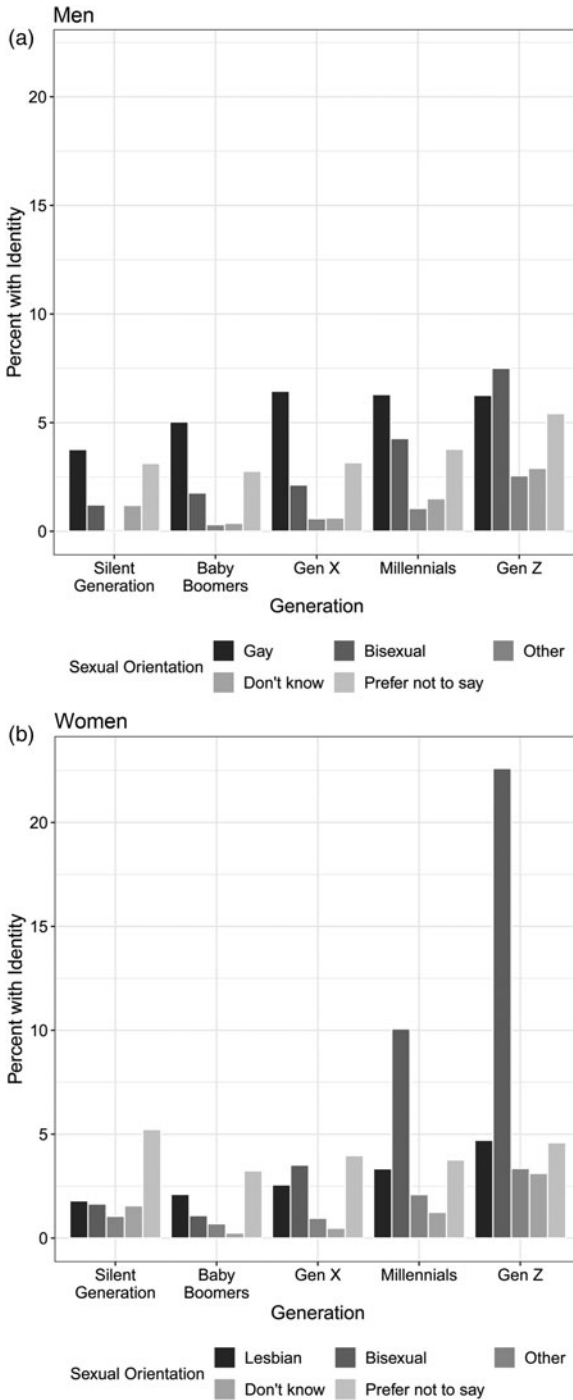 (a) Men
20
15
10
5
0
Percent with Identity
Silent Generation
Baby Boomers
Gen X
Millennials
Gen Z
Generation
Sexual Orientation
Gay
Bisexual
Other
Don't know
Prefer not to say
(b) Women
20
15
10
5
0
Percent with Identity
Silent Generation
Baby Boomers
Gen X
Millennials
Gen Z
Generation
Sexual Orientation
Lesbian
Bisexual
Other
Don't know
Prefer not to say